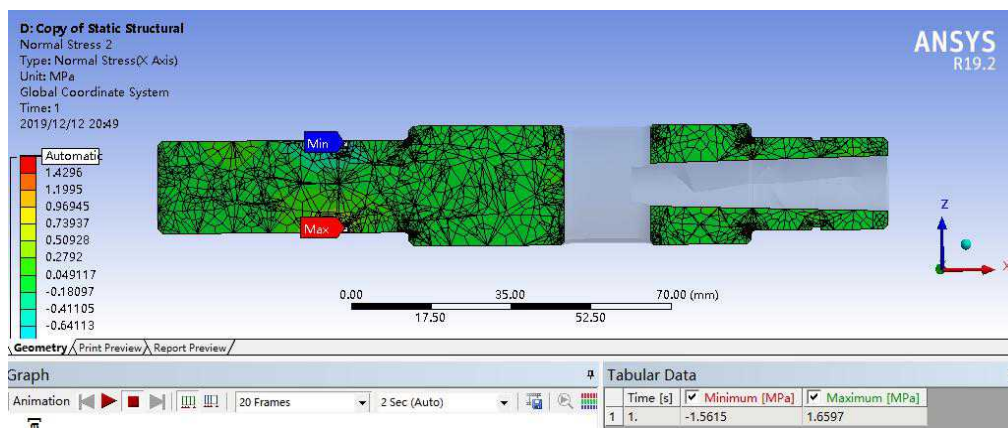 D: Copy of Static Structural
Normal Stress 2
Type: Normal Stress(X Axis)
Unit: MPa
Global Coordinate System
Time: 1
2019/12/12 20:49
ANSYS
R19.2
Automatic
1.4296
1.1995
0.96945
0.73937
0.50928
0.2792
0.049117
-0.18097
-0.41105
-0.64113
Min
Max
0.00
35.00
70.00 (mm)
17.50
52.50
Z
X
Geometry Print Preview Report Preview
Graph
Animation
20 Frames
2 Sec (Auto)
Tabular Data
Time [s] Minimum [MPa] Maximum [MPa]
1 1. -1.5615 1.6597